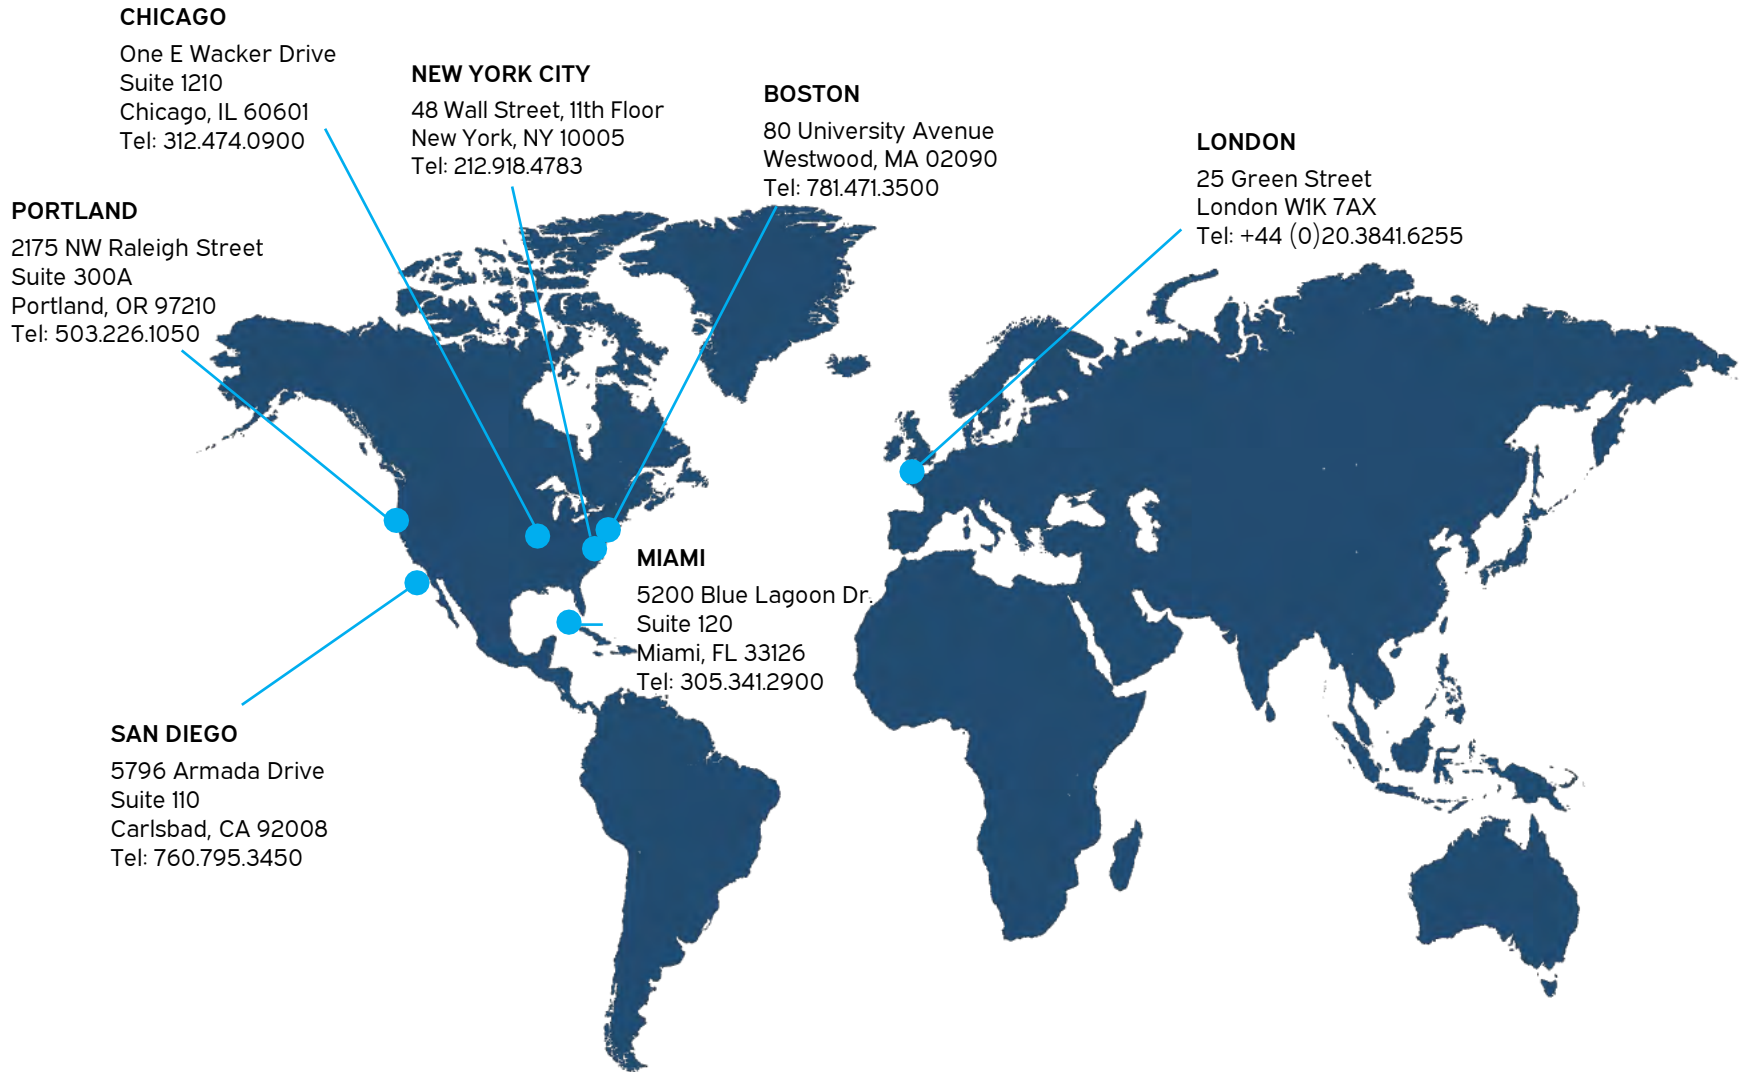 CHICAGO
One E Wacker Drive
Suite 1210
Chicago, IL 60601
Tel: 312.474.0900
NEW YORK CITY
48 Wall Street, 11th Floor
New York, NY 10005
Tel: 212.918.4783
BOSTON
80 University Avenue
Westwood, MA 02090
Tel: 781.471.3500
LONDON
25 Green Street
London W1K 7AX
Tel: +44 (0)20.3841.6255
PORTLAND
2175 NW Raleigh Street
Suite 300A
Portland, OR 97210
Tel: 503.226.1050
MIAMI
5200 Blue Lagoon Dr.
Suite 120
Miami, FL 33126
Tel: 305.341.2900
SAN DIEGO
5796 Armada Drive
Suite 110
Carlsbad, CA 92008
Tel: 760.795.3450